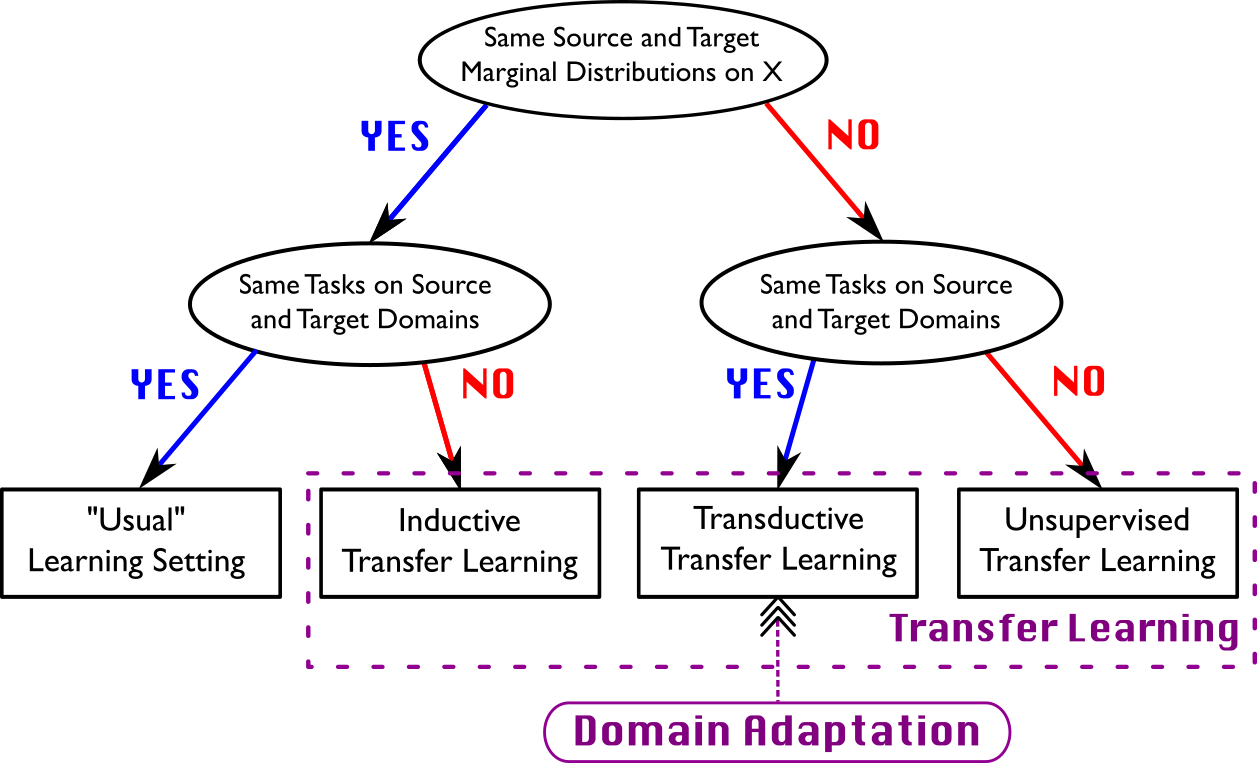 Same Source and Target
Marginal Distributions on X
YES
NO
Same Tasks on Source
and Target Domains
Same Tasks on Source
and Target Domains
YES
NO
YES
NO
"Usual"
Learning Setting
Inductive
Transfer Learning
Transductive
Transfer Learning
Unsupervised
Transfer Learning
Transfer Learning
Domain Adaptation